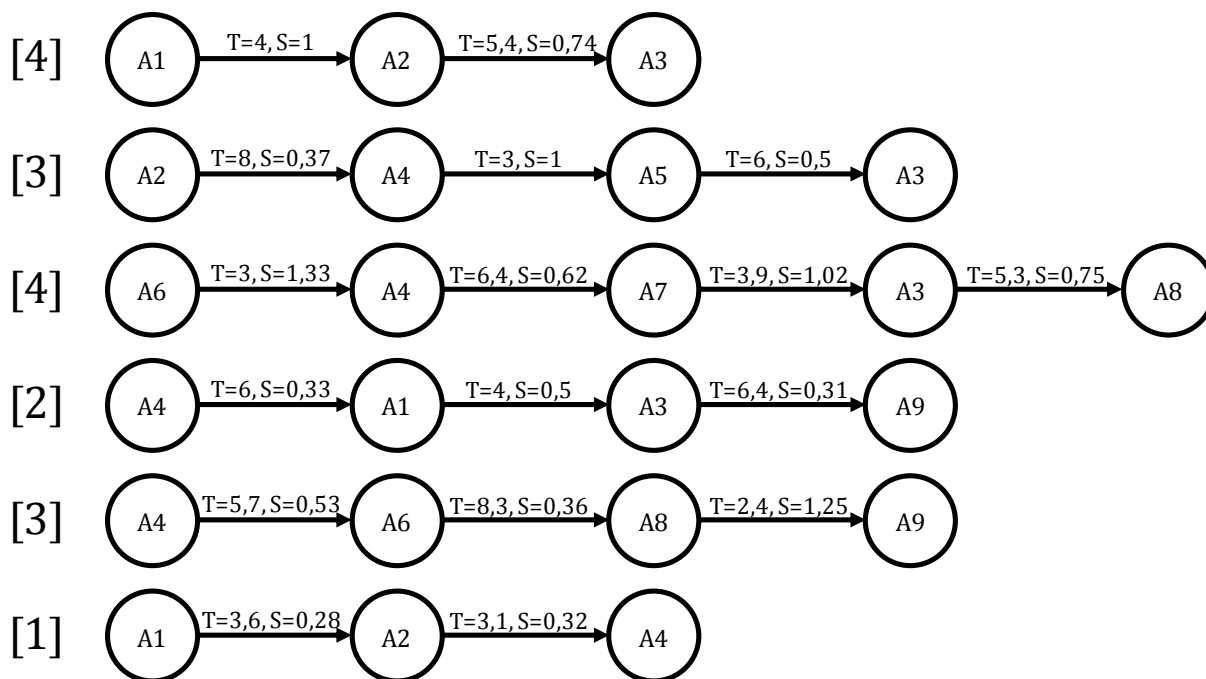 [4] A1 T=4, S=1 A2 T=5,4, S=0,74 A3
[3] A2 T=8, S=0,37 A4 T=3, S=1 A5 T=6, S=0,5 A3
[4] A6 T=3, S=1,33 A4 T=6,4, S=0,62 A7 T=3,9, S=1,02 A3 T=5,3, S=0,75 A8
[2] A4 T=6, S=0,33 A1 T=4, S=0,5 A3 T=6,4, S=0,31 A9
[3] A4 T=5,7, S=0,53 A6 T=8,3, S=0,36 A8 T=2,4, S=1,25 A9
[1] A1 T=3,6, S=0,28 A2 T=3,1, S=0,32 A4